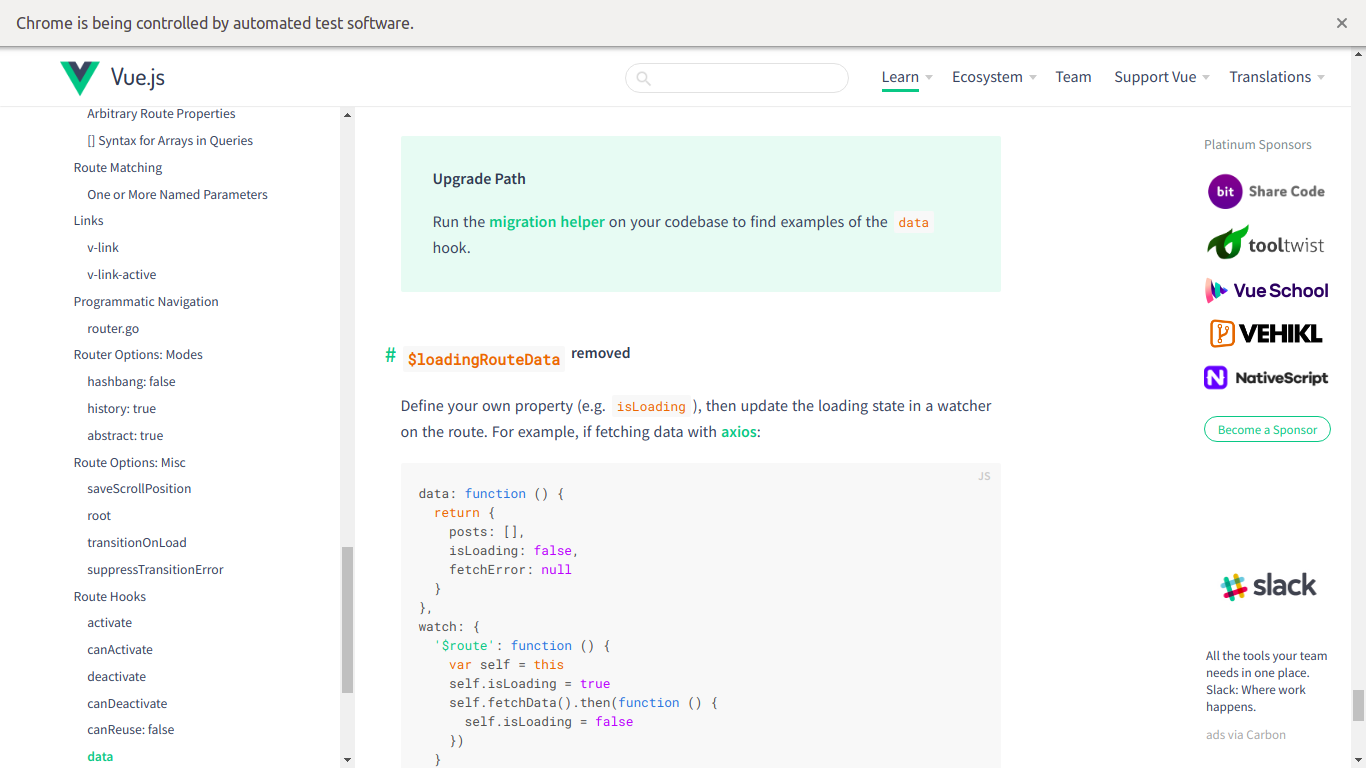 Chrome is being controlled by automated test software.
Vue.js
Learn
Ecosystem
Team
Support Vue
Translations
Arbitrary Route Properties
[] Syntax for Arrays in Queries
Route Matching
One or More Named Parameters
Links
v-link
v-link-active
Programmatic Navigation
router.go
Router Options: Modes
hashbang: false
history: true
abstract: true
Route Options: Misc
saveScrollPosition
root
transitionOnLoad
suppressTransitionError
Route Hooks
activate
canActivate
deactivate
canDeactivate
canReuse: false
data
Upgrade Path
Run the migration helper on your codebase to find examples of the data
hook.
# $loadingRouteData removed
Define your own property (e.g. isLoading ), then update the loading state in a watcher
on the route. For example, if fetching data with axios:
JS
data: function () {
return {
posts: [],
isLoading: false,
fetchError: null
}
},
watch: {
'$route': function () {
var self = this
self.isLoading = true
self.fetchData().then(function () {
self.isLoading = false
})
}
Platinum Sponsors
bit Share Code
tooltwist
Vue School
VEHIKL
N NativeScript
Become a Sponsor
slack
All the tools your team
needs in one place.
Slack: Where work
happens.
ads via Carbon